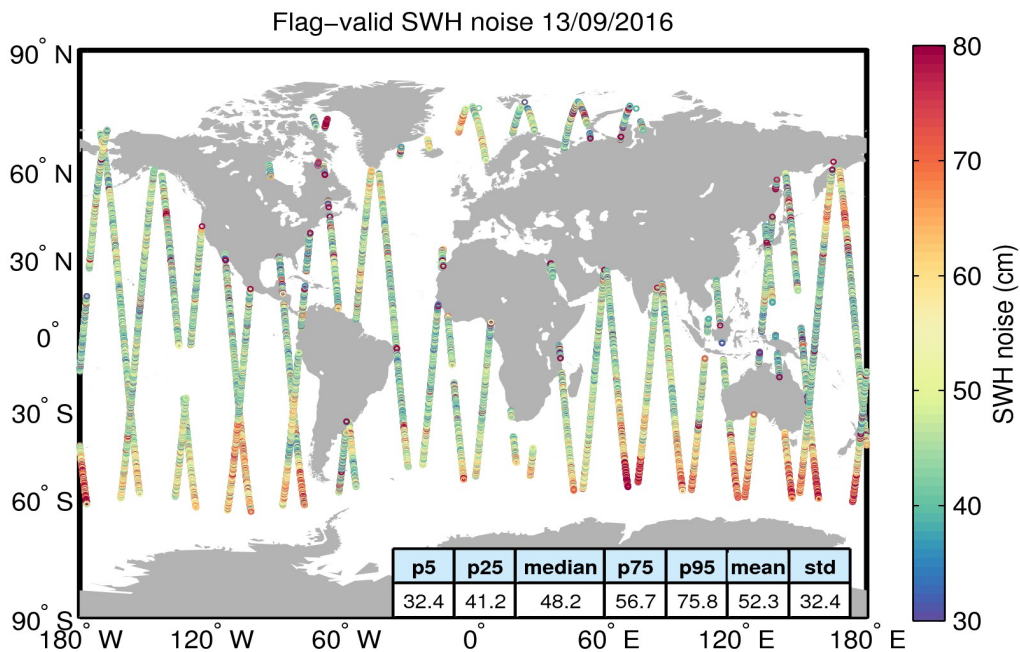 Flag−valid SWH noise 13/09/2016
90° N
60° N
30° N
0°
30° S
60° S
90° S
180° W
120° W
60° W
0°
60° E
120° E
180° E
p5 p25 median p75 p95 mean std
32.4 41.2 48.2 56.7 75.8 52.3 32.4
80
70
60
50
40
30
SWH noise (cm)